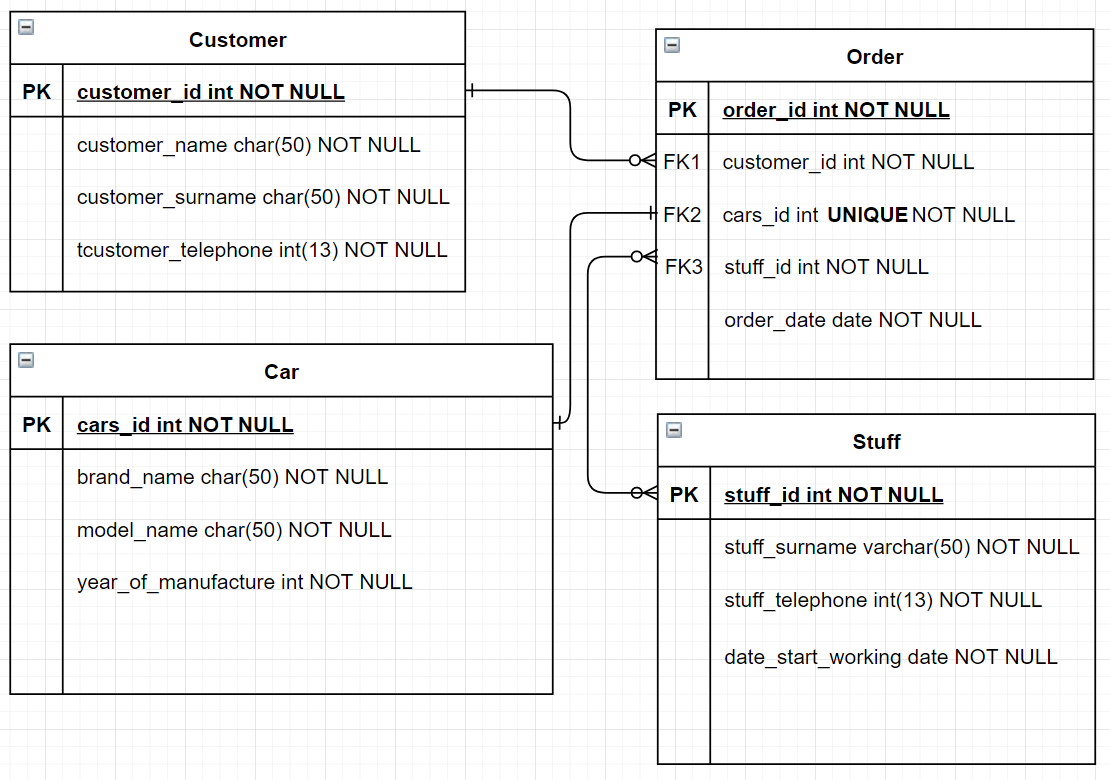 Customer
PK customer_id int NOT NULL
customer_name char(50) NOT NULL
customer_surname char(50) NOT NULL
tcustomer_telephone int(13) NOT NULL
Order
PK order_id int NOT NULL
FK1 customer_id int NOT NULL
FK2 cars_id int UNIQUE NOT NULL
FK3 stuff_id int NOT NULL
order_date date NOT NULL
Car
PK cars_id int NOT NULL
brand_name char(50) NOT NULL
model_name char(50) NOT NULL
year_of_manufacture int NOT NULL
Stuff
PK stuff_id int NOT NULL
stuff_surname varchar(50) NOT NULL
stuff_telephone int(13) NOT NULL
date_start_working date NOT NULL